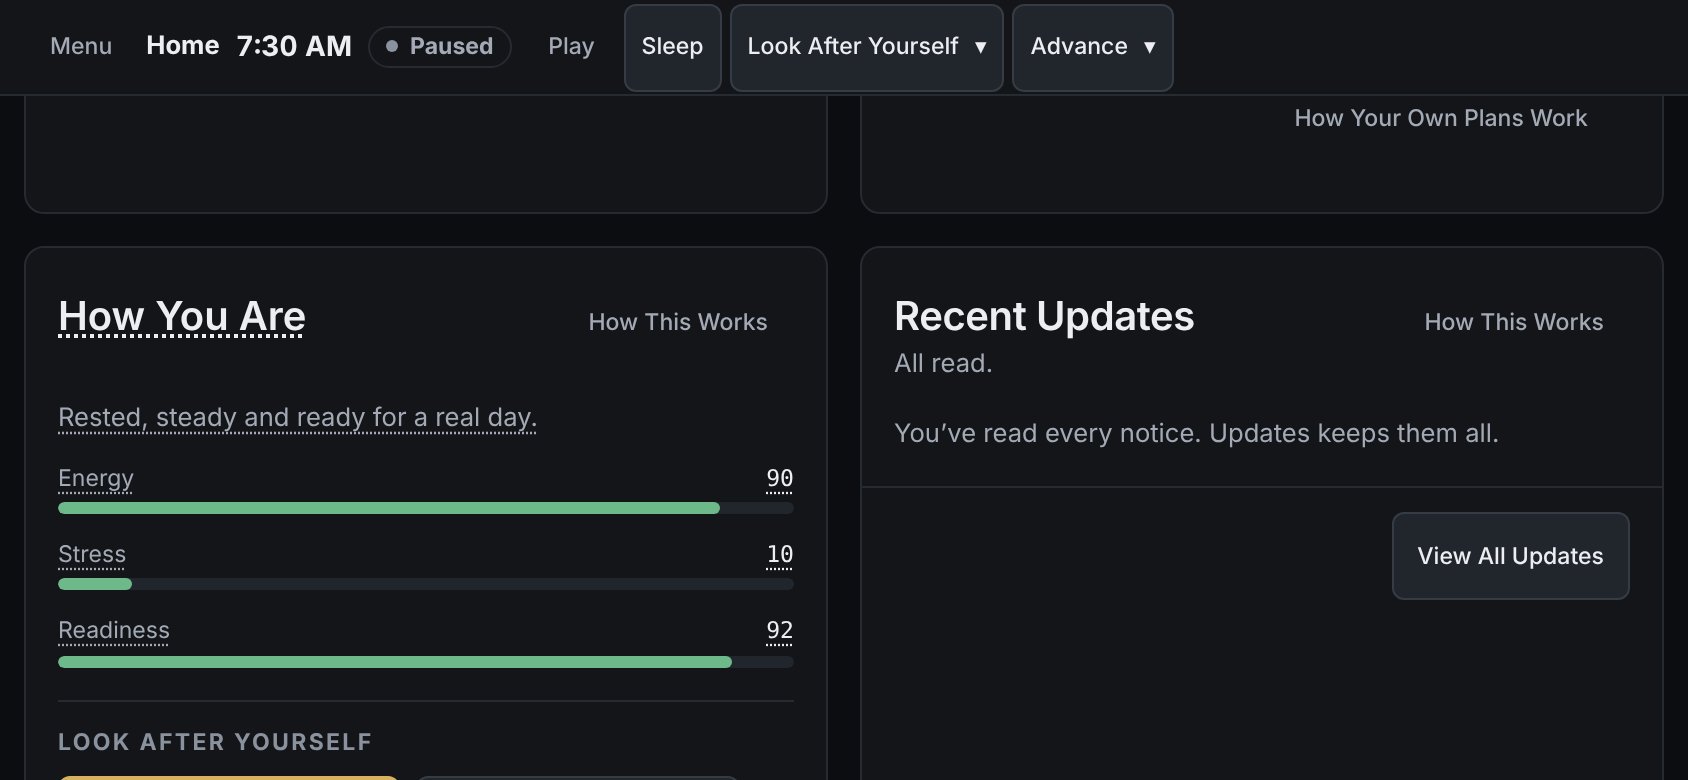 Menu Home 7:30 AM Paused Play Sleep Look After Yourself ▼ Advance ▼
How Your Own Plans Work
How You Are
How This Works
Rested, steady and ready for a real day.
Energy 90
Stress 10
Readiness 92
LOOK AFTER YOURSELF
Recent Updates
How This Works
All read.
You’ve read every notice. Updates keeps them all.
View All Updates